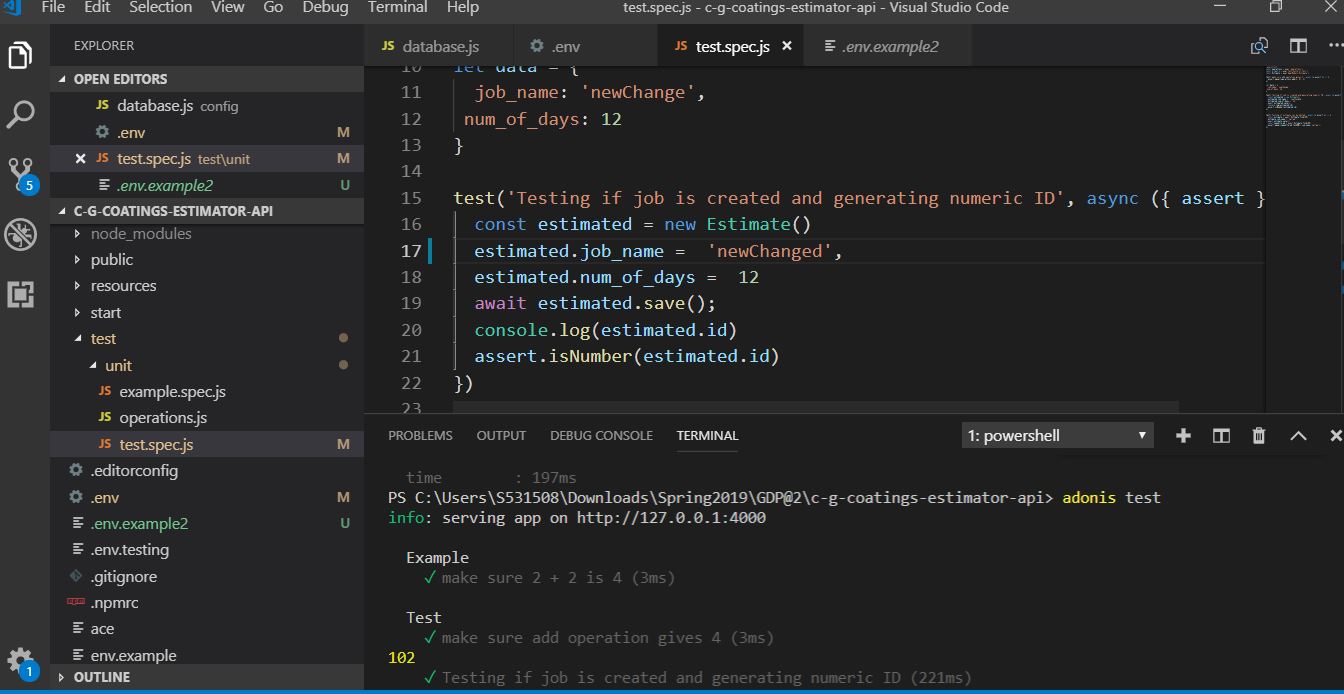 File Edit Selection View Go Debug Terminal Help test.spec.js - c-g-coatings-estimator-api - Visual Studio Code
EXPLORER
OPEN EDITORS
JS database.js config
.env M
JS test.spec.js test\unit M
.env.example2 U
C-G-COATINGS-ESTIMATOR-API
node_modules
public
resources
start
test
unit
JS example.spec.js
JS operations.js
JS test.spec.js M
.editorconfig
.env M
.env.example2 U
.env.testing
.gitignore
.npmrc
ace
env.example
OUTLINE
5
1
JS database.js .env JS test.spec.js .env.example2
10 let data = {
11 job_name: 'newChange',
12 num_of_days: 12
13 }
14
15 test('Testing if job is created and generating numeric ID', async ({ assert }
16 const estimated = new Estimate()
17 estimated.job_name = 'newChanged',
18 estimated.num_of_days = 12
19 await estimated.save();
20 console.log(estimated.id)
21 assert.isNumber(estimated.id)
22 })
23
PROBLEMS OUTPUT DEBUG CONSOLE TERMINAL 1: powershell
time : 197ms
PS C:\Users\S531508\Downloads\Spring2019\GDP@2\c-g-coatings-estimator-api> adonis test
info: serving app on http://127.0.0.1:4000
Example
✓ make sure 2 + 2 is 4 (3ms)
Test
✓ make sure add operation gives 4 (3ms)
102
✓ Testing if job is created and generating numeric ID (221ms)